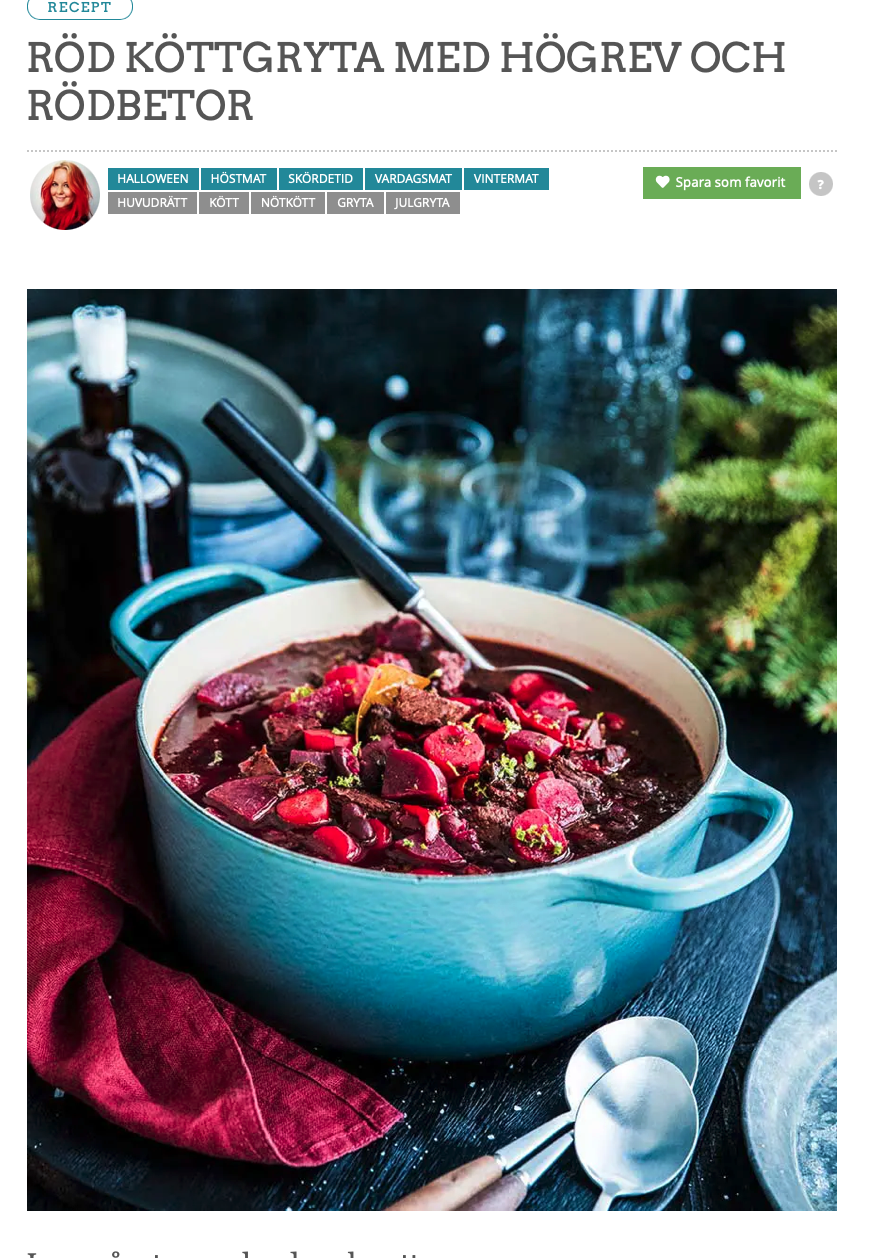 RECEPT
RÖD KÖTTGRYTA MED HÖGREV OCH
RÖDBETOR
HALLOWEEN HÖSTMAT SKÖRDETID VARDAGSMAT VINTERMAT
Spara som favorit ?
HUVUDRÄTT KÖTT NÖTKÖTT GRYTA JULGRYTA